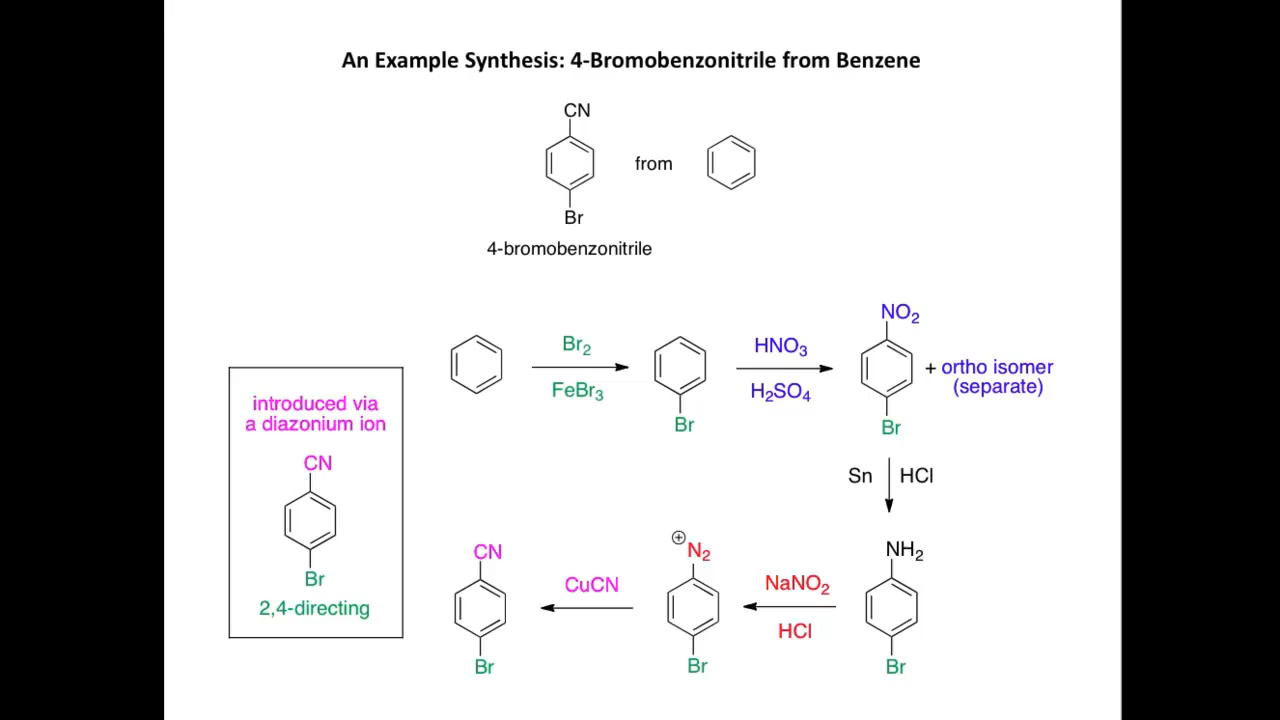 An Example Synthesis: 4-Bromobenzonitrile from Benzene
CN
from
Br
4-bromobenzonitrile
introduced via
a diazonium ion
CN
Br
2,4-directing
Br₂
FeBr₃
Br
HNO₃
H₂SO₄
NO₂
Br
+ ortho isomer
(separate)
Sn HCl
NH₂
Br
NaNO₂
HCl
⊕
N₂
Br
CuCN
CN
Br